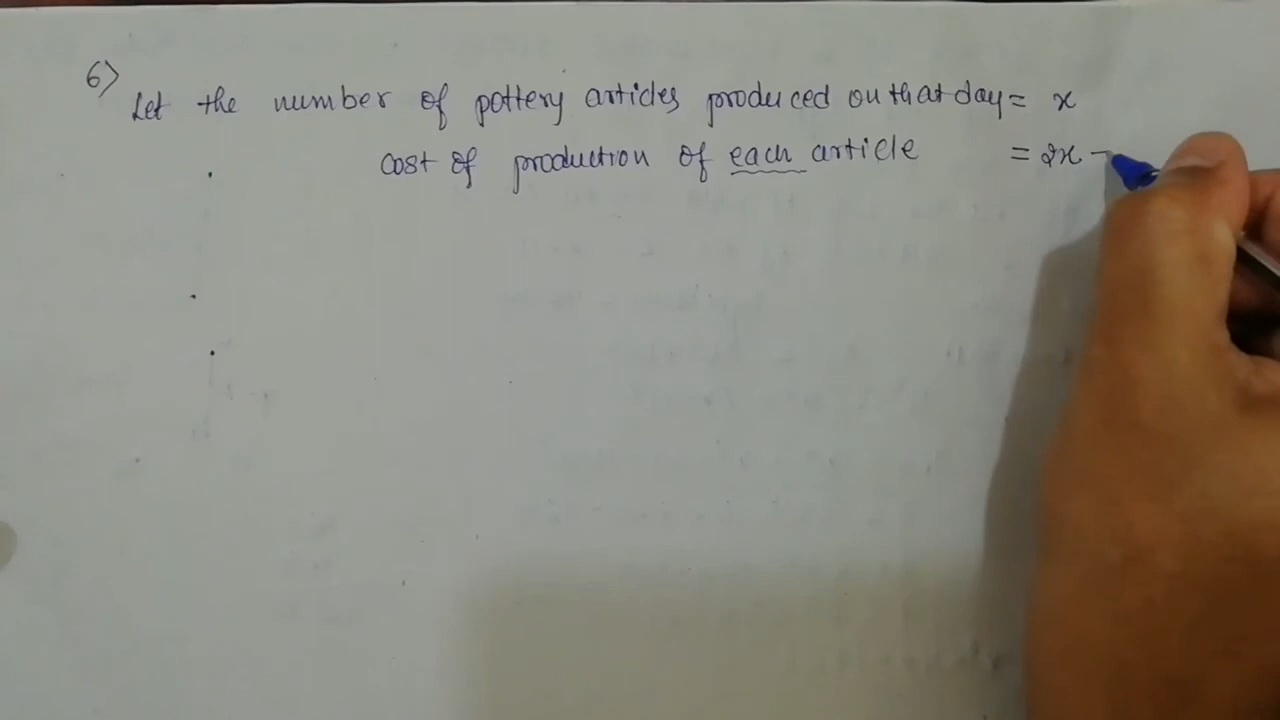 6)
Let the number of pottery articles produced on that day = x
cost of production of each article = 2x -